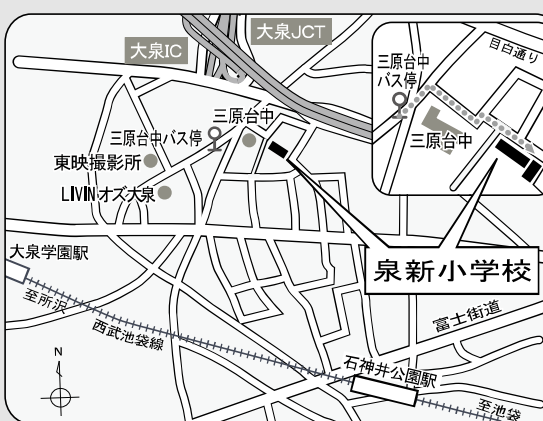 大泉IC
大泉JCT
目白通り
三原台中
バス停
三原台中
三原台中
三原台中バス停
東映撮影所
LIVINオズ大泉
泉新小学校
大泉学園駅
至所沢
西武池袋線
富士街道
石神井公園駅
至池袋
N